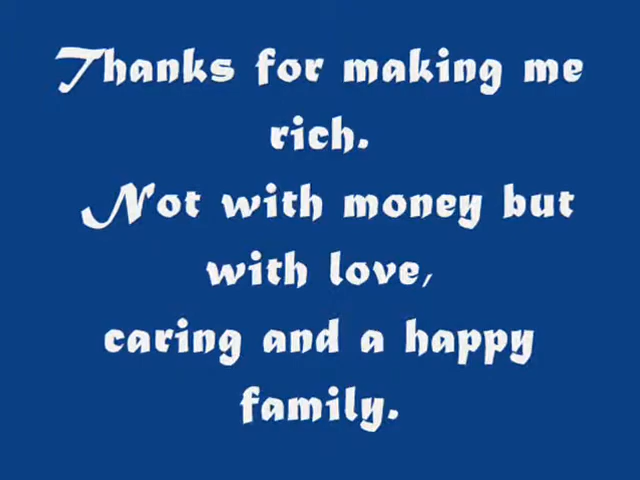 Thanks for making me
rich.
Not with money but
with love,
caring and a happy
family.